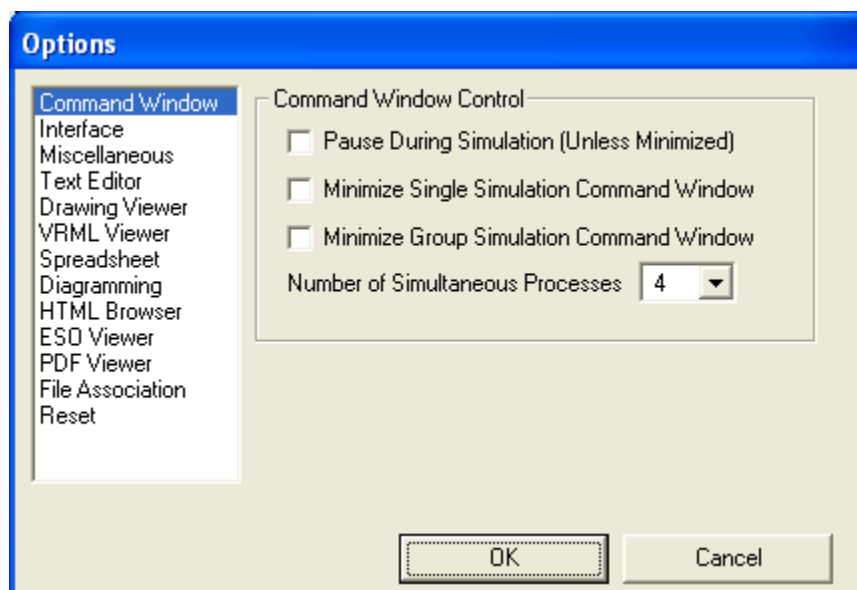 Options
Command Window
Interface
Miscellaneous
Text Editor
Drawing Viewer
VRML Viewer
Spreadsheet
Diagramming
HTML Browser
ESO Viewer
PDF Viewer
File Association
Reset
Command Window Control
Pause During Simulation (Unless Minimized)
Minimize Single Simulation Command Window
Minimize Group Simulation Command Window
Number of Simultaneous Processes 4
OK Cancel